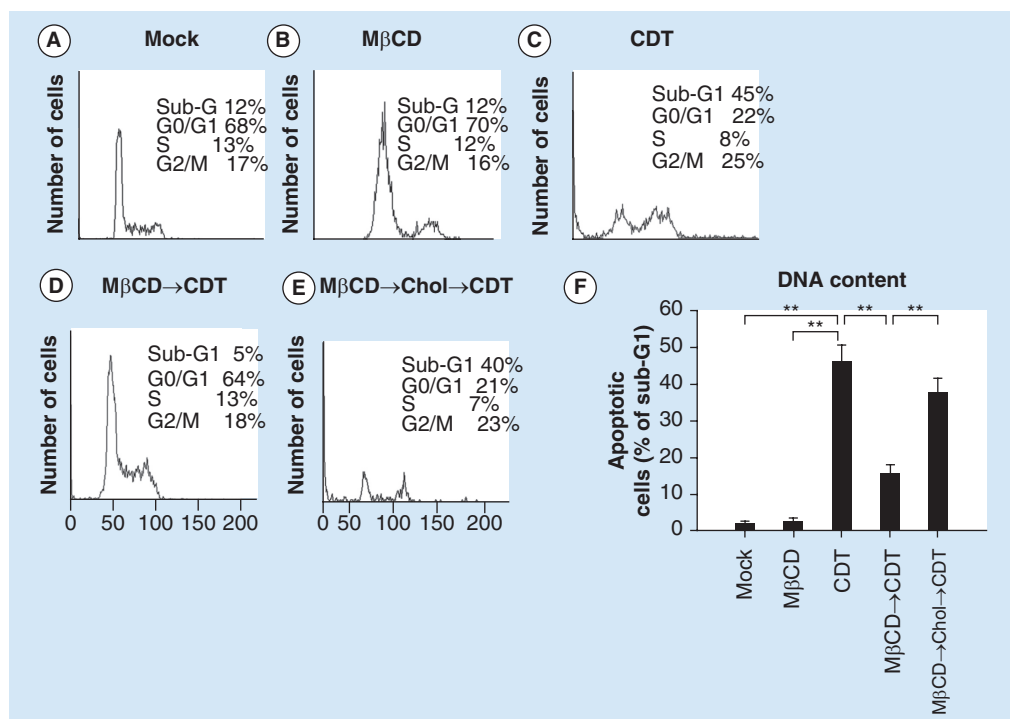 A Mock
Number of cells
Sub-G 12%
G0/G1 68%
S 13%
G2/M 17%
B MβCD
Number of cells
Sub-G 12%
G0/G1 70%
S 12%
G2/M 16%
C CDT
Number of cells
Sub-G1 45%
G0/G1 22%
S 8%
G2/M 25%
D MβCD→CDT
Number of cells
Sub-G1 5%
G0/G1 64%
S 13%
G2/M 18%
0 50 100 150 200
E MβCD→Chol→CDT
Number of cells
Sub-G1 40%
G0/G1 21%
S 7%
G2/M 23%
0 50 100 150 200
F DNA content
Apoptotic
cells (% of sub-G1)
60
50
40
30
20
10
0
** ** **
**
Mock
MβCD
CDT
MβCD→CDT
MβCD→Chol→CDT